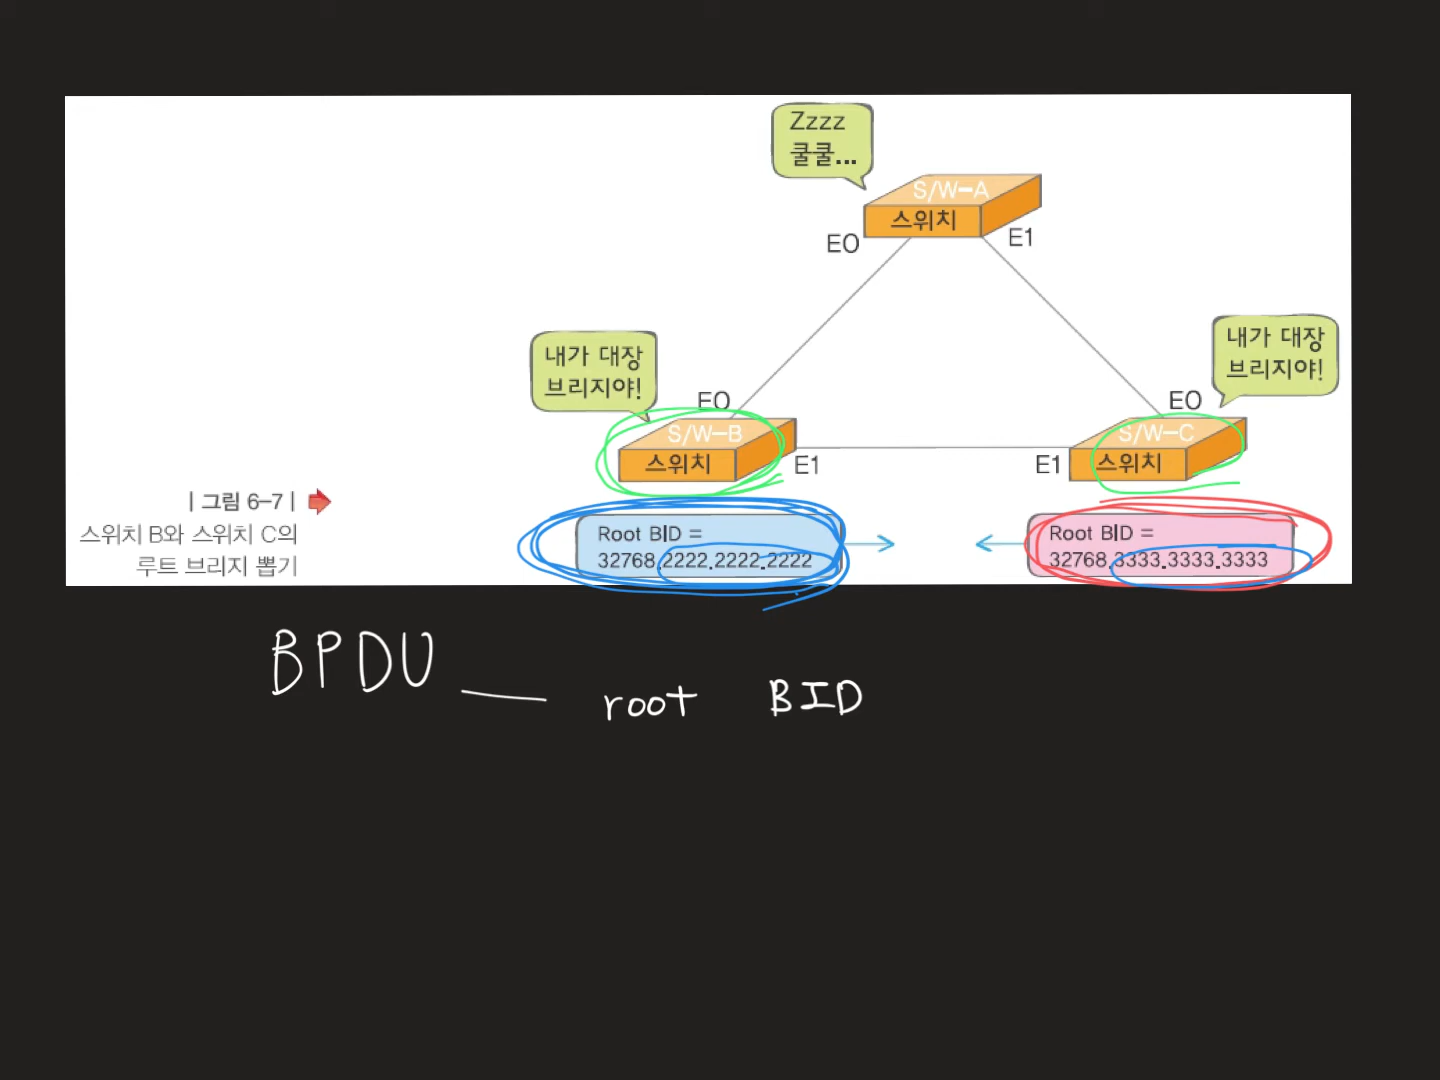 Zzzz
쿨쿨...
S/W-A
스위치
E0
E1
내가 대장
브리지야!
내가 대장
브리지야!
E0
E0
S/W-B
스위치
E1
S/W-C
스위치
E1
| 그림 6-7 |
스위치 B와 스위치 C의
루트 브리지 뽑기
Root BID =
32768.2222.2222.2222
Root BID =
32768.3333.3333.3333
BPDU
root BID